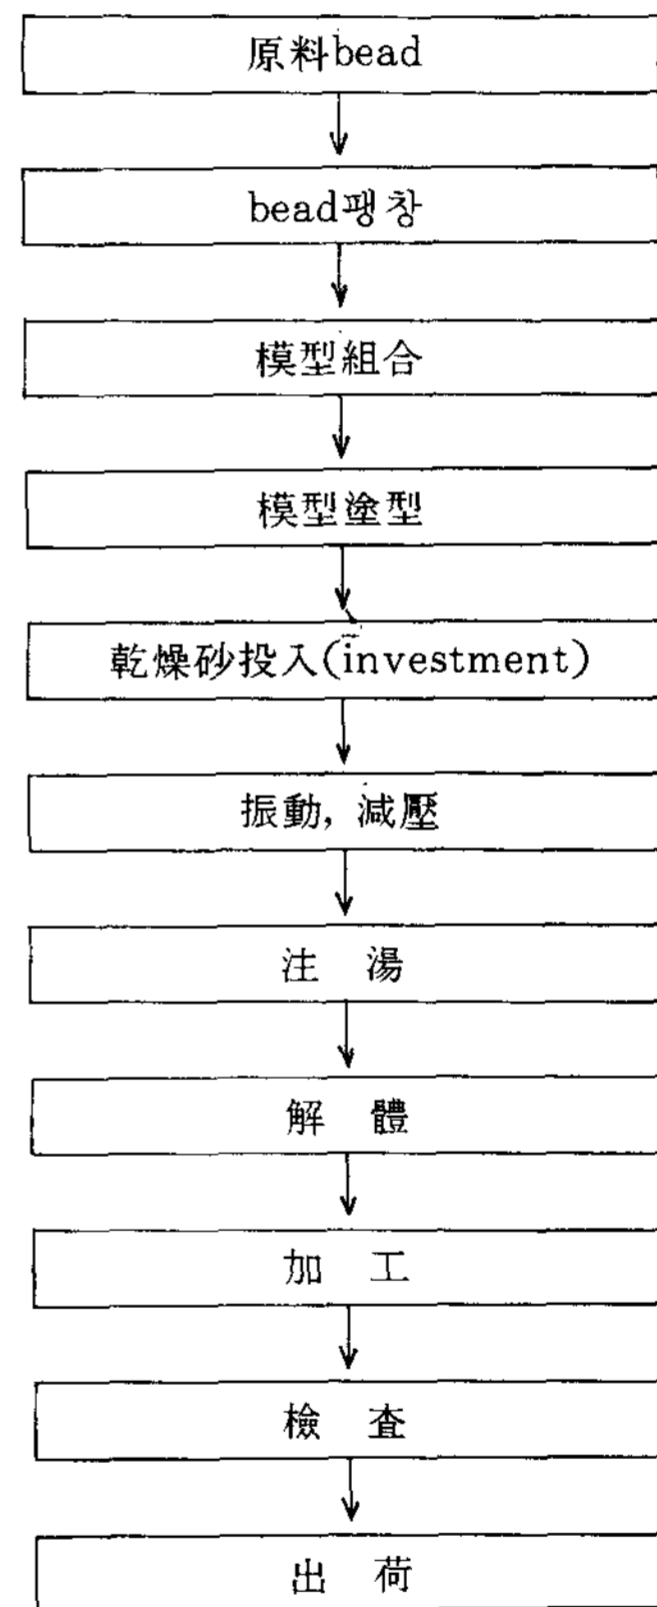 原料bead
bead팽창
模型組合
模型塗型
乾燥砂投入(investment)
振動, 減壓
注 湯
解 體
加 工
檢 査
出 荷